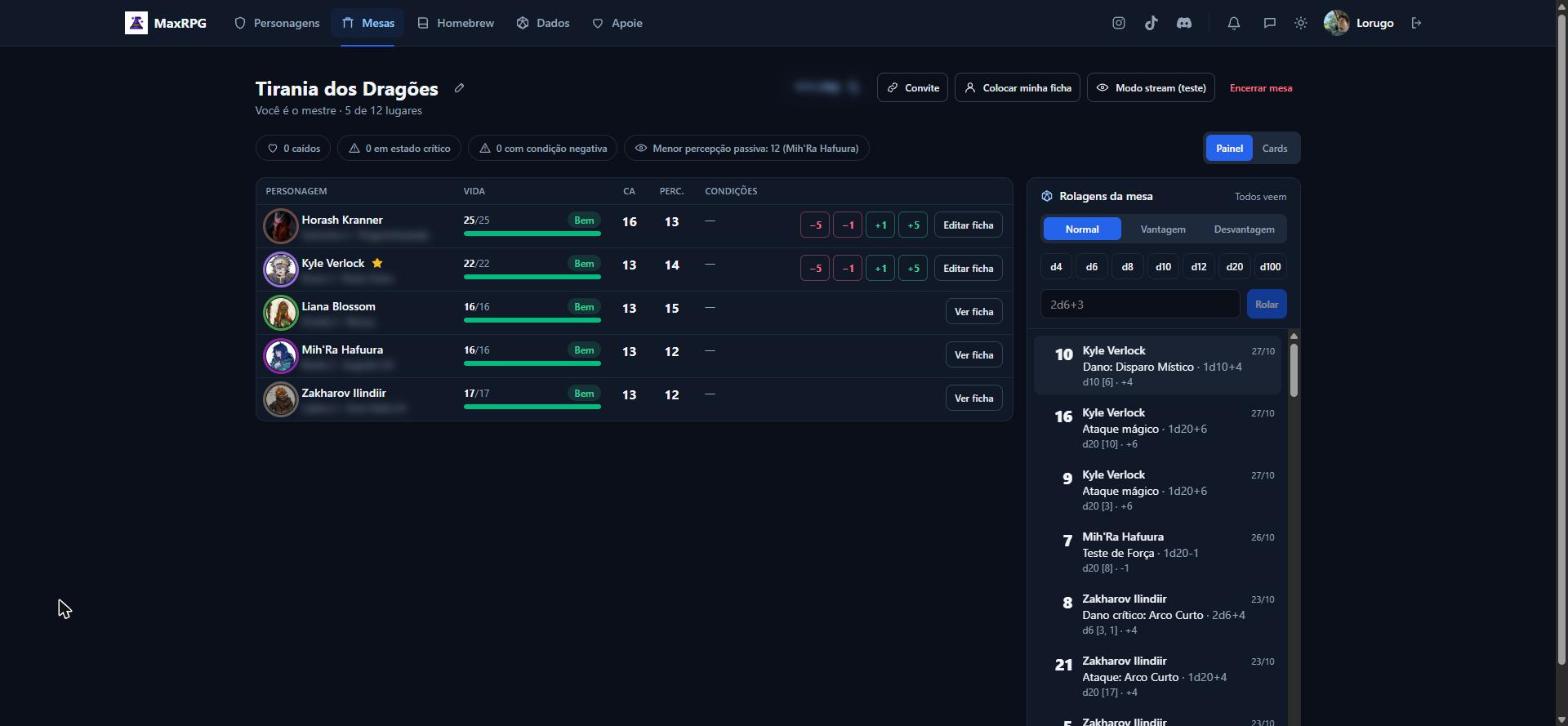 MaxRPG Personagens Mesas Homebrew Dados Apoie Lorugo
Tirania dos Dragões
Convite Colocar minha ficha Modo stream (teste) Encerrar mesa
Você é o mestre · 5 de 12 lugares
0 caídos 0 em estado crítico 0 com condição negativa Menor percepção passiva: 12 (Mih'Ra Hafuura) Painel Cards
PERSONAGEM VIDA CA PERC. CONDIÇÕES
Horash Kranner 25/25 Bem 16 13 — −5 −1 +1 +5 Editar ficha
Kyle Verlock 22/22 Bem 13 14 — −5 −1 +1 +5 Editar ficha
Liana Blossom 16/16 Bem 13 15 — Ver ficha
Mih'Ra Hafuura 16/16 Bem 13 12 — Ver ficha
Zakharov Ilindiir 17/17 Bem 13 12 — Ver ficha
Rolagens da mesa Todos veem
Normal Vantagem Desvantagem
d4 d6 d8 d10 d12 d20 d100
2d6+3 Rolar
10 Kyle Verlock 27/10
Dano: Disparo Místico · 1d10+4
d10 [6] · +4
16 Kyle Verlock 27/10
Ataque mágico · 1d20+6
d20 [10] · +6
9 Kyle Verlock 27/10
Ataque mágico · 1d20+6
d20 [3] · +6
7 Mih'Ra Hafuura 26/10
Teste de Força · 1d20-1
d20 [8] · -1
8 Zakharov Ilindiir 23/10
Dano crítico: Arco Curto · 2d6+4
d6 [3, 1] · +4
21 Zakharov Ilindiir 23/10
Ataque: Arco Curto · 1d20+4
d20 [17] · +4
Zakharov Ilindiir 23/10